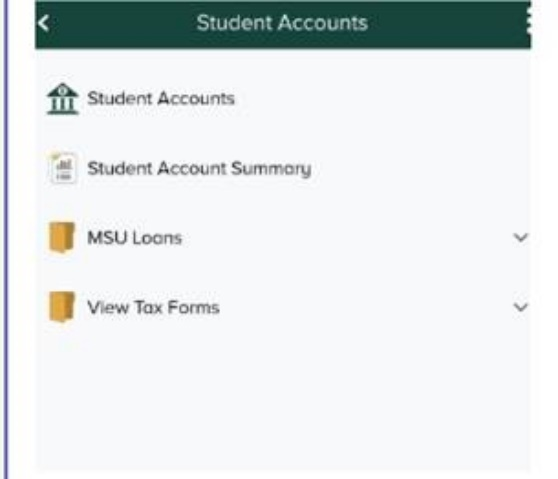 Student Accounts
Student Accounts
Student Account Summary
MSU Loans
View Tax Forms